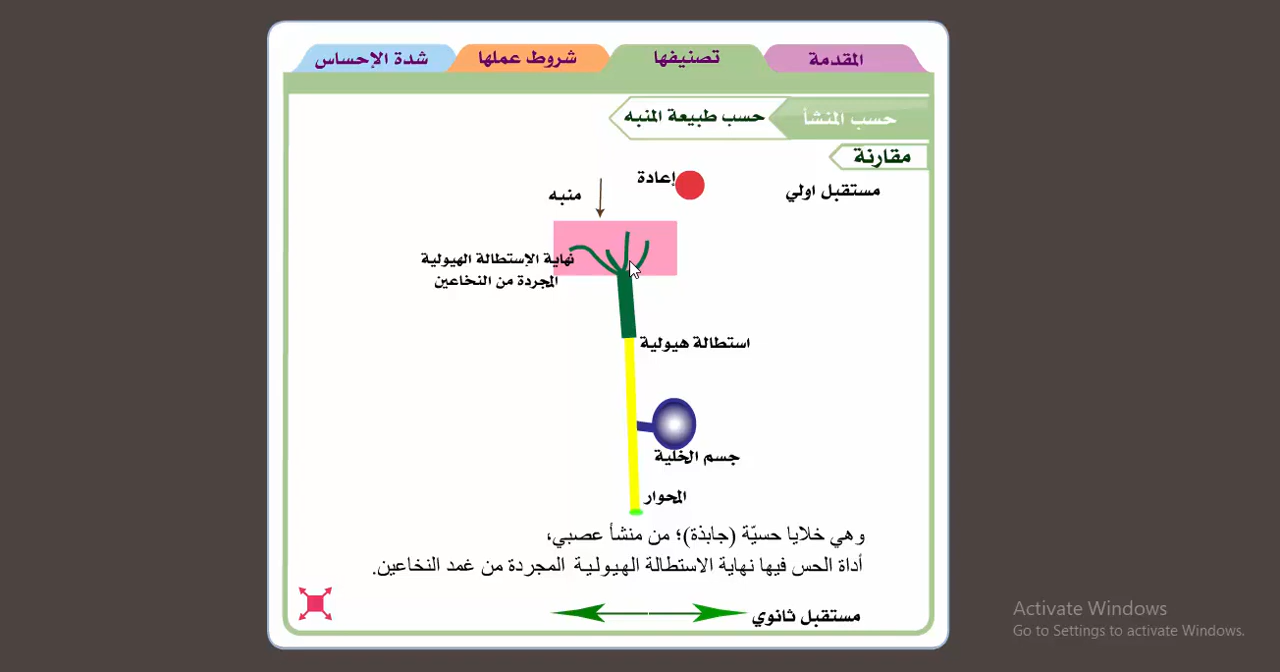 المقدمة
تصنيفها
شروط عملها
شدة الإحساس
حسب المنشأ
حسب طبيعة المنبه
مقارنة
مستقبل اولي
إعادة
منبه
نهاية الإستطالة الهيولية
المجردة من النخاعين
استطالة هيولية
جسم الخلية
المحوار
وهي خلايا حسيّة (جابذة)؛ من منشأ عصبي،
أداة الحس فيها نهاية الاستطالة الهيولية المجردة من غمد النخاعين.
مستقبل ثانوي
Activate Windows
Go to Settings to activate Windows.